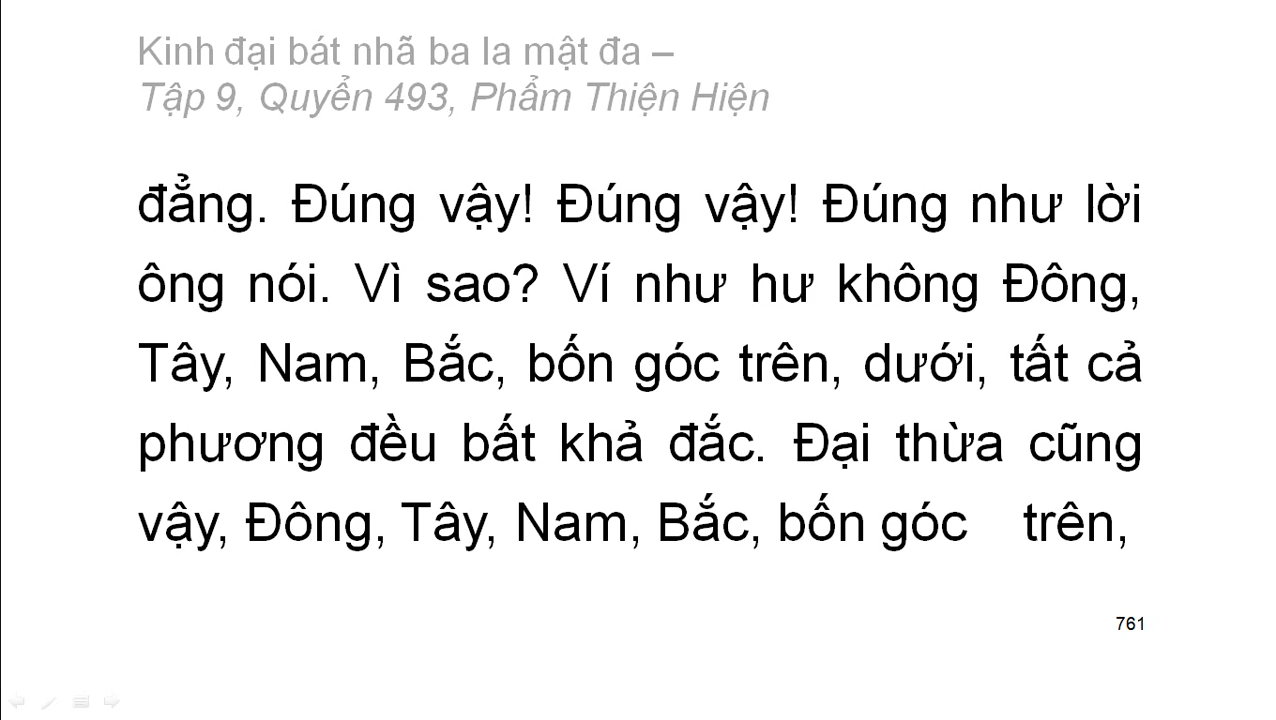 Kinh đại bát nhã ba la mật đa –
Tập 9, Quyển 493, Phẩm Thiện Hiện
đẳng. Đúng vậy! Đúng vậy! Đúng như lời
ông nói. Vì sao? Ví như hư không Đông,
Tây, Nam, Bắc, bốn góc trên, dưới, tất cả
phương đều bất khả đắc. Đại thừa cũng
vậy, Đông, Tây, Nam, Bắc, bốn góc trên,
761